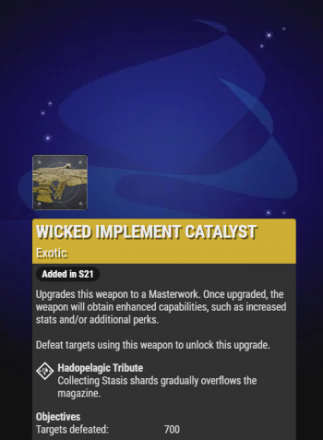 WICKED IMPLEMENT CATALYST
Exotic
Added in S21
Upgrades this weapon to a Masterwork. Once upgraded, the
weapon will obtain enhanced capabilities, such as increased
stats and/or additional perks.
Defeat targets using this weapon to unlock this upgrade.
Hadopelagic Tribute
Collecting Stasis shards gradually overflows the
magazine.
Objectives
Targets defeated: 700